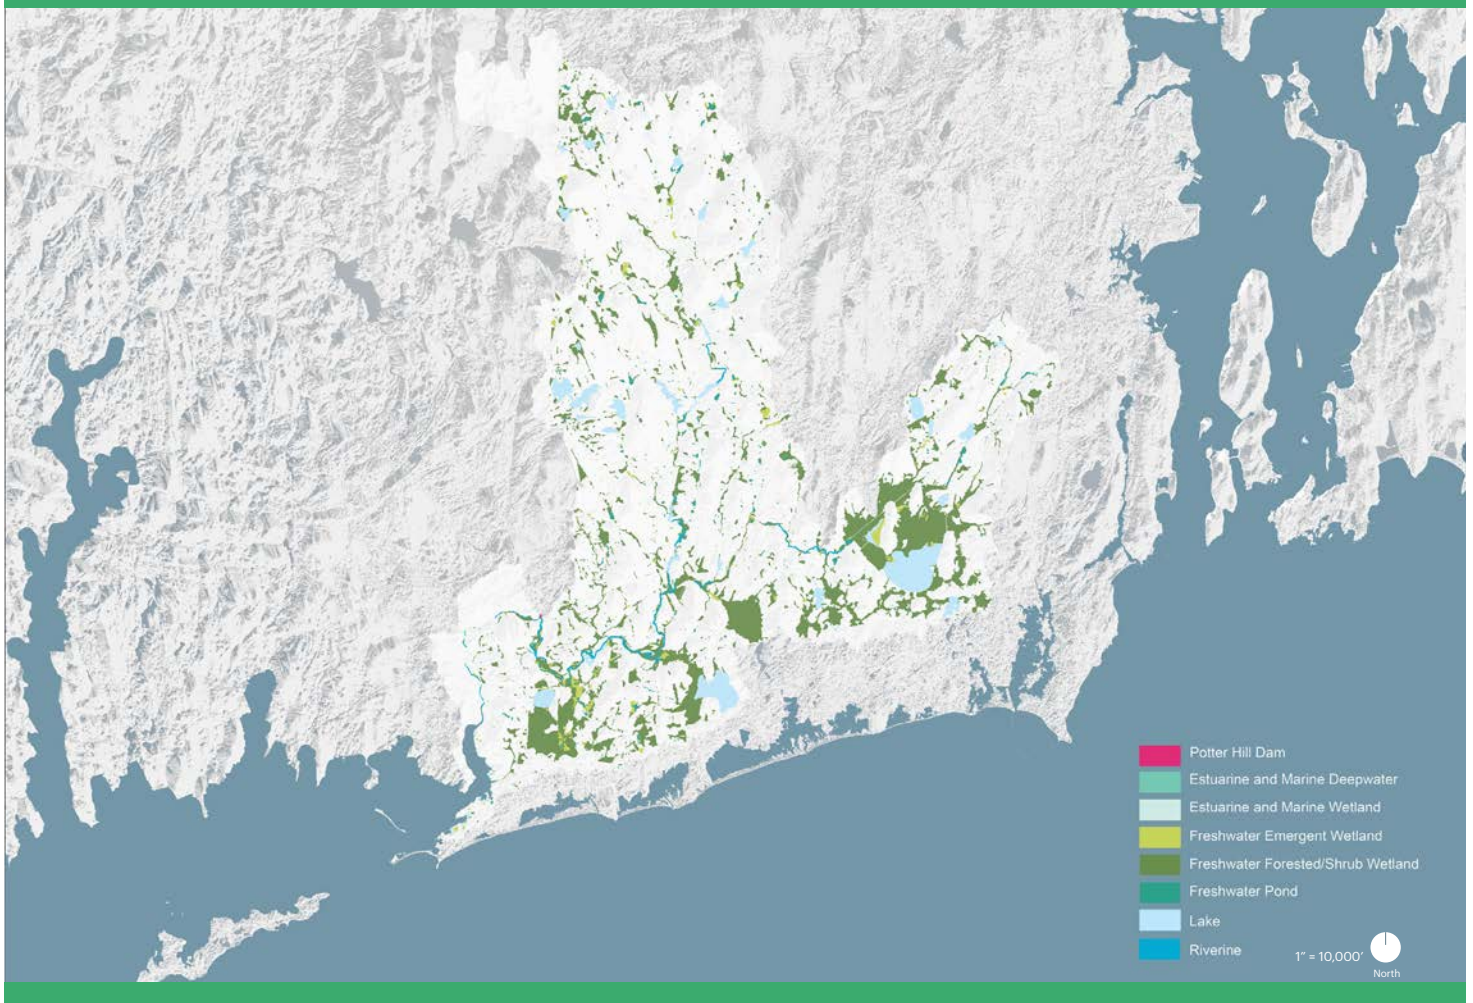 Potter Hill Dam
Estuarine and Marine Deepwater
Estuarine and Marine Wetland
Freshwater Emergent Wetland
Freshwater Forested/Shrub Wetland
Freshwater Pond
Lake
Riverine
1" = 10,000'
North